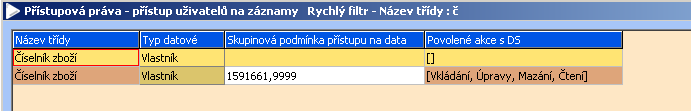 Přístupová práva - přístup uživatelů na záznamy Rychlý filtr - Název třídy : č
Název třídy Typ datové Skupinová podmínka přístupu na data Povolené akce s DS
Číselník zboží Vlastník []
Číselník zboží Vlastník 1591661,9999 [Vkládání, Úpravy, Mazání, Čtení]